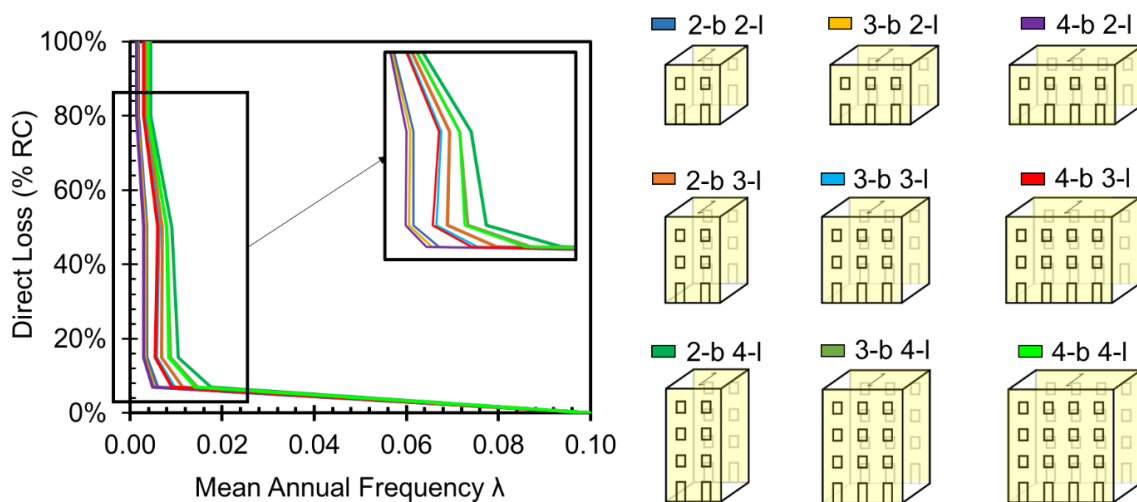 100%
80%
60%
40%
20%
0%
Direct Loss (% RC)
0.00 0.02 0.04 0.06 0.08 0.10
Mean Annual Frequency λ
2-b 2-l 3-b 2-l 4-b 2-l
2-b 3-l 3-b 3-l 4-b 3-l
2-b 4-l 3-b 4-l 4-b 4-l